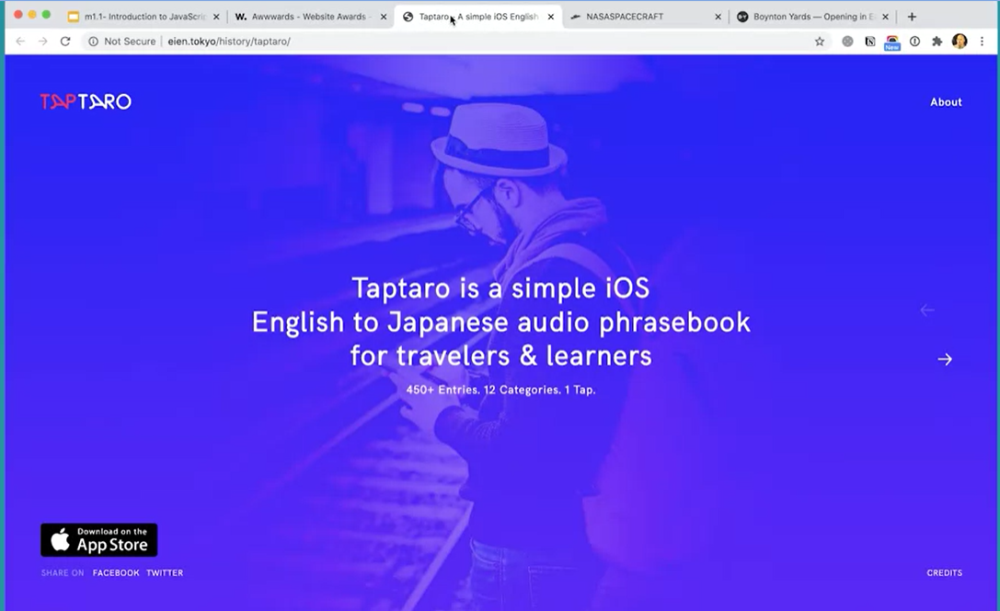 m1.1- Introduction to JavaScri
Awwwards - Website Awards -
Taptaro - A simple iOS English
NASASPACECRAFT
Boynton Yards — Opening in E
Not Secure
eien.tokyo/history/taptaro/
New
TAPTARO
About
Taptaro is a simple iOS
English to Japanese audio phrasebook
for travelers & learners
450+ Entries. 12 Categories. 1 Tap.
Download on the
App Store
SHARE ON FACEBOOK TWITTER
CREDITS